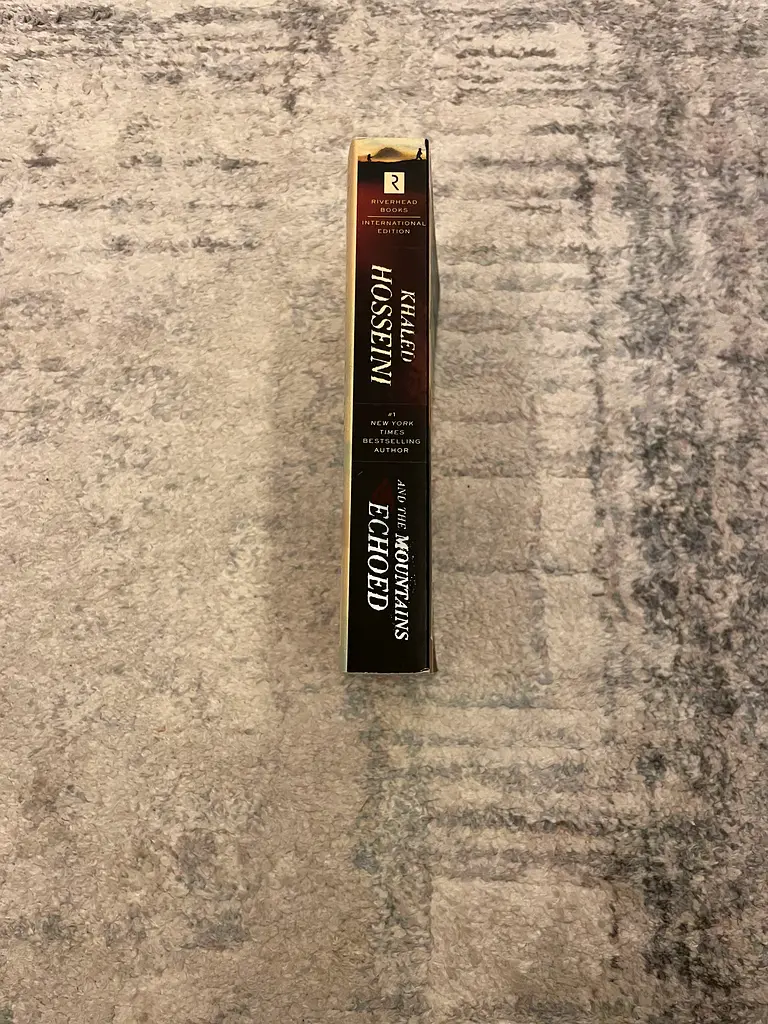 R
RIVERHEAD
BOOKS
INTERNATIONAL
EDITION
KHALED
HOSSEINI
#1
NEW YORK
TIMES
BESTSELLING
AUTHOR
AND THE MOUNTAINS
ECHOED